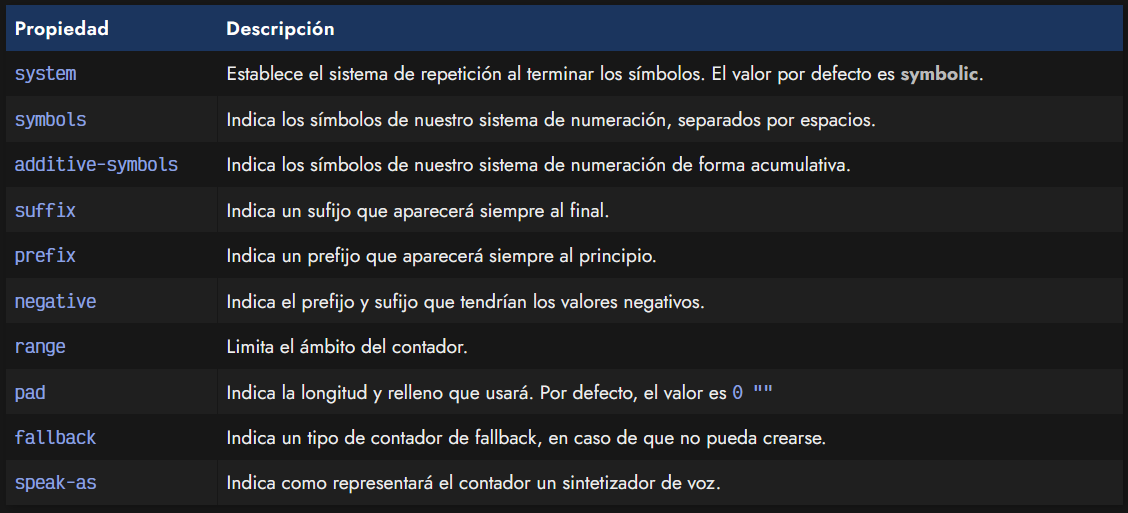 Propiedad Descripción
system Establece el sistema de repetición al terminar los símbolos. El valor por defecto es symbolic.
symbols Indica los símbolos de nuestro sistema de numeración, separados por espacios.
additive-symbols Indica los símbolos de nuestro sistema de numeración de forma acumulativa.
suffix Indica un sufijo que aparecerá siempre al final.
prefix Indica un prefijo que aparecerá siempre al principio.
negative Indica el prefijo y sufijo que tendrían los valores negativos.
range Limita el ámbito del contador.
pad Indica la longitud y relleno que usará. Por defecto, el valor es 0 ""
fallback Indica un tipo de contador de fallback, en caso de que no pueda crearse.
speak-as Indica como representará el contador un sintetizador de voz.